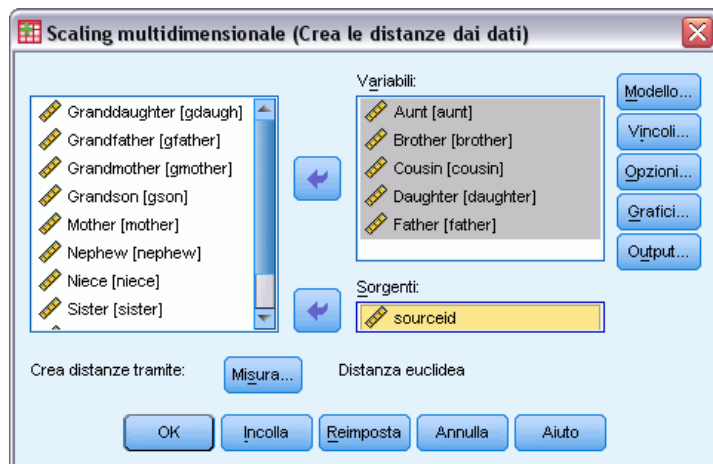 Scaling multidimensionale (Crea le distanze dai dati)
Granddaughter [gdaugh]
Grandfather [gfather]
Grandmother [gmother]
Grandson [gson]
Mother [mother]
Nephew [nephew]
Niece [niece]
Sister [sister]
Variabili:
Aunt [aunt]
Brother [brother]
Cousin [cousin]
Daughter [daughter]
Father [father]
Sorgenti:
sourceid
Modello...
Vincoli...
Opzioni...
Grafici...
Output...
Crea distanze tramite: Misura... Distanza euclidea
OK Incolla Reimposta Annulla Aiuto